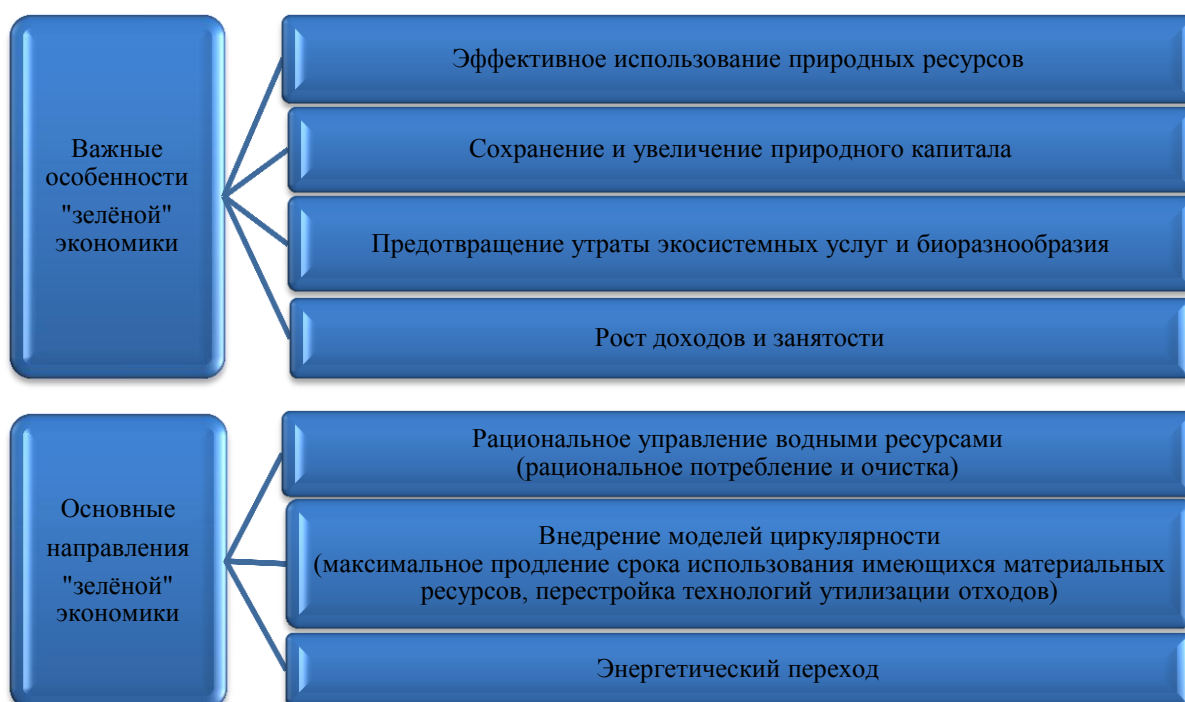 Важные
особенности
"зелёной"
экономики
Эффективное использование природных ресурсов
Сохранение и увеличение природного капитала
Предотвращение утраты экосистемных услуг и биоразнообразия
Рост доходов и занятости
Основные
направления
"зелёной"
экономики
Рациональное управление водными ресурсами
(рациональное потребление и очистка)
Внедрение моделей циркулярности
(максимальное продление срока использования имеющихся материальных
ресурсов, перестройка технологий утилизации отходов)
Энергетический переход